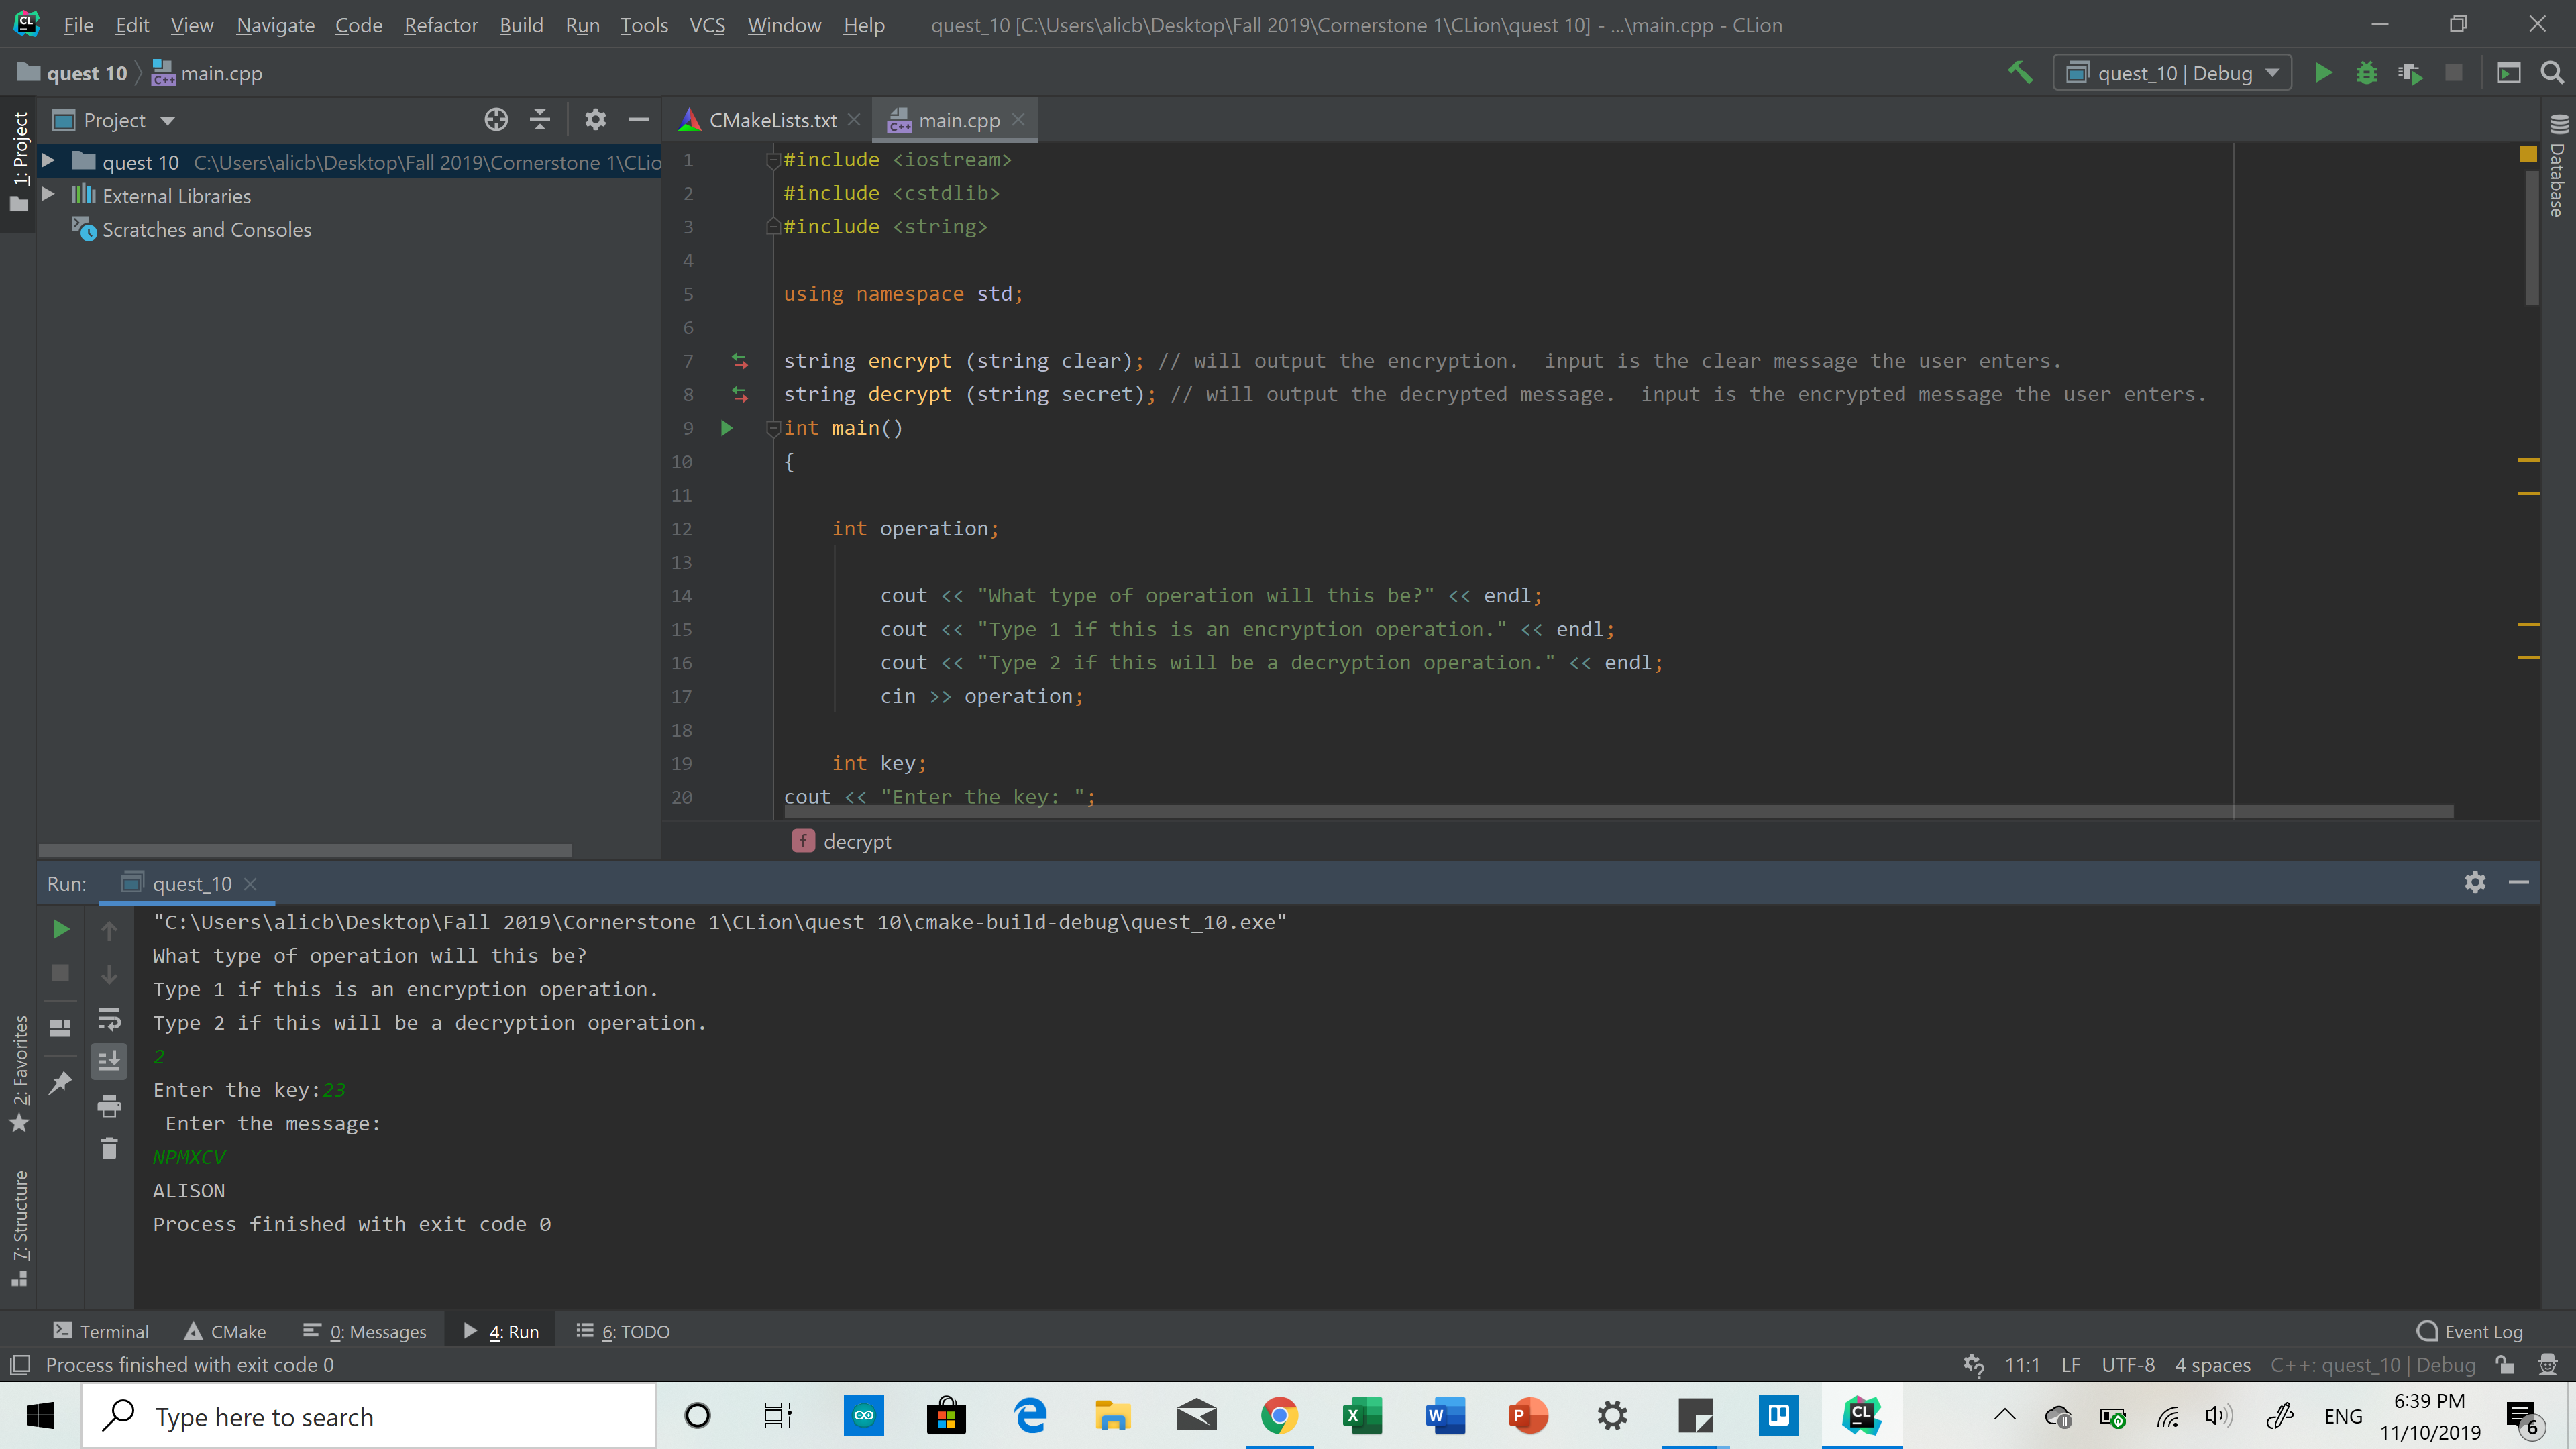 File Edit View Navigate Code Refactor Build Run Tools VCS Window Help quest_10 [C:\Users\alicb\Desktop\Fall 2019\Cornerstone 1\CLion\quest 10] - ...\main.cpp - CLion
quest 10 main.cpp quest_10 | Debug
1: Project
Project
CMakeLists.txt main.cpp
quest 10 C:\Users\alicb\Desktop\Fall 2019\Cornerstone 1\CLio
External Libraries
Scratches and Consoles
Database
1 #include <iostream>
2 #include <cstdlib>
3 #include <string>
4
5 using namespace std;
6
7 string encrypt (string clear); // will output the encryption.  input is the clear message the user enters.
8 string decrypt (string secret); // will output the decrypted message.  input is the encrypted message the user enters.
9 int main()
10 {
11
12 int operation;
13
14 cout << "What type of operation will this be?" << endl;
15 cout << "Type 1 if this is an encryption operation." << endl;
16 cout << "Type 2 if this will be a decryption operation." << endl;
17 cin >> operation;
18
19 int key;
20 cout << "Enter the key: ";
f decrypt
Run: quest_10
"C:\Users\alicb\Desktop\Fall 2019\Cornerstone 1\CLion\quest 10\cmake-build-debug\quest_10.exe"
What type of operation will this be?
Type 1 if this is an encryption operation.
Type 2 if this will be a decryption operation.
2
Enter the key:23
Enter the message:
NPMXCV
ALISON
Process finished with exit code 0
2: Favorites
7: Structure
Terminal CMake 0: Messages 4: Run 6: TODO Event Log
Process finished with exit code 0 11:1 LF UTF-8 4 spaces C++: quest_10 | Debug
Type here to search
ENG
6:39 PM
11/10/2019
6